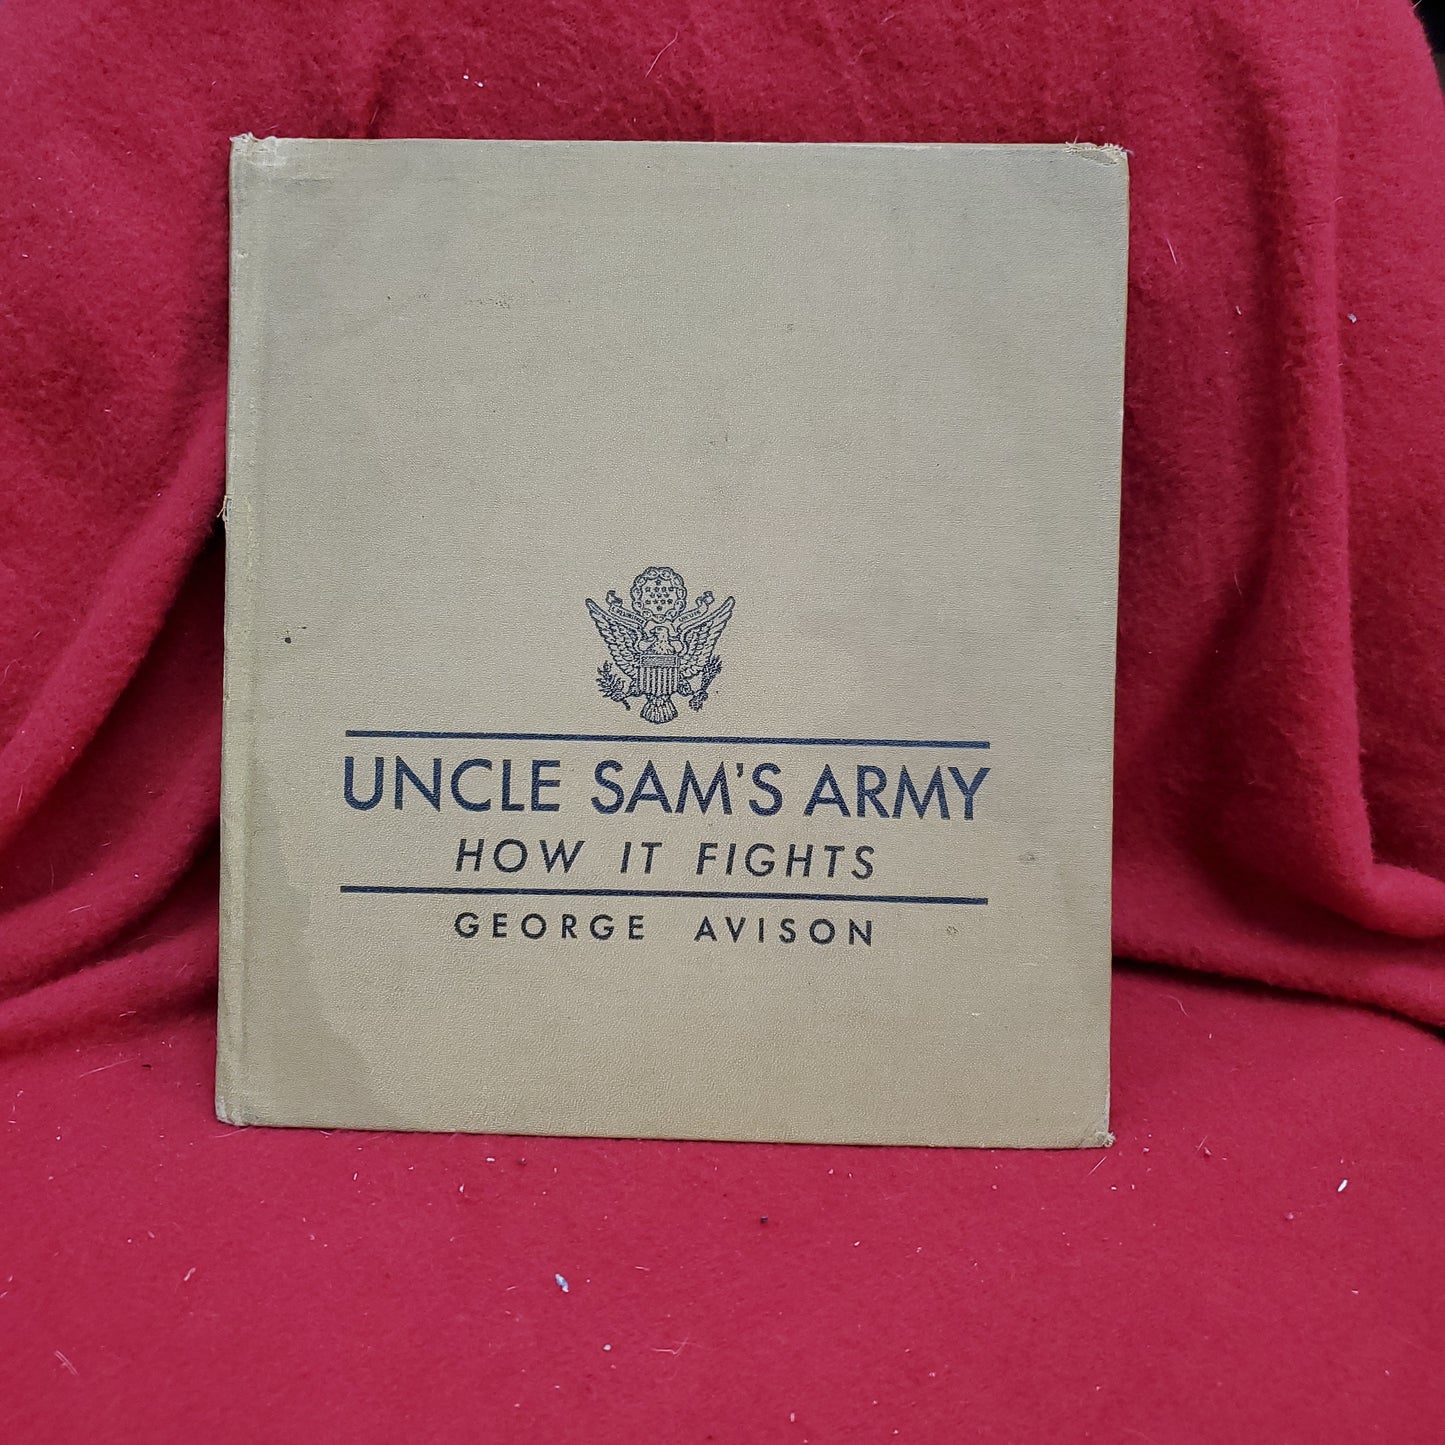 UNCLE SAM'S ARMY
HOW IT FIGHTS
GEORGE AVISON